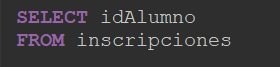 SELECT idAlumno
FROM inscripciones